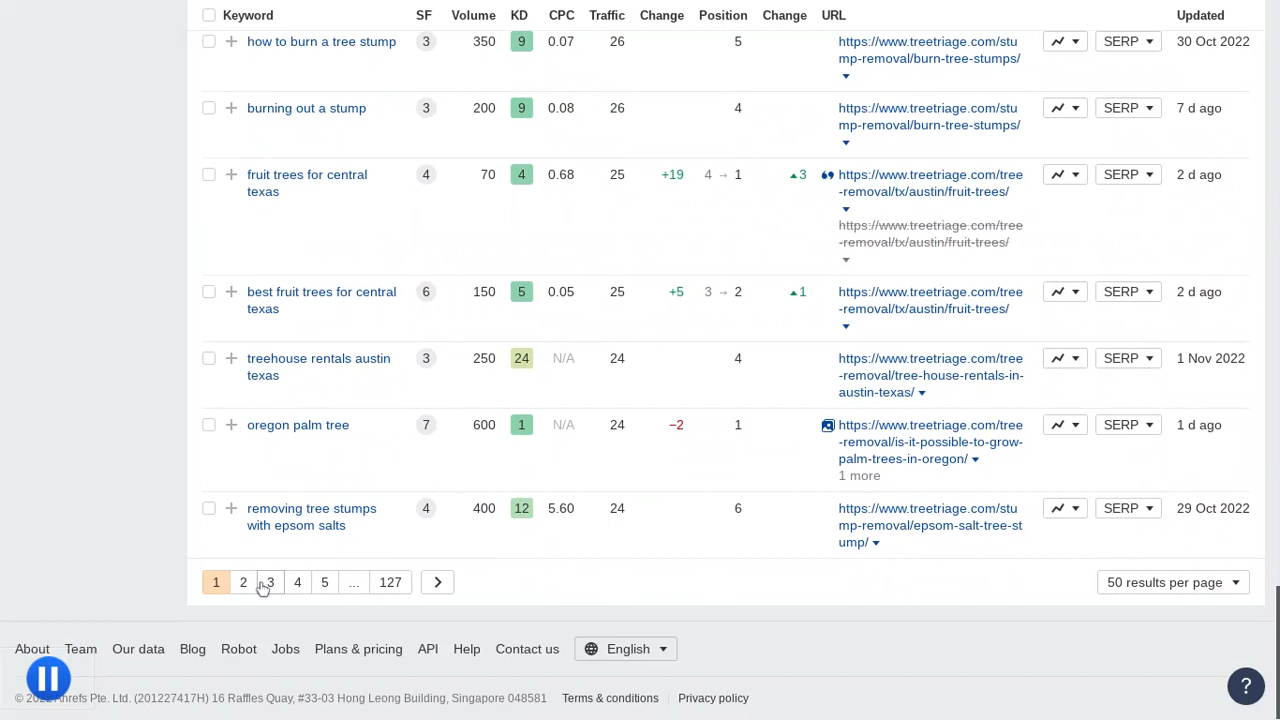 Keyword SF Volume KD CPC Traffic Change Position Change URL Updated
how to burn a tree stump 3 350 9 0.07 26 5 https://www.treetriage.com/stu SERP 30 Oct 2022
mp-removal/burn-tree-stumps/
burning out a stump 3 200 9 0.08 26 4 https://www.treetriage.com/stu SERP 7 d ago
mp-removal/burn-tree-stumps/
fruit trees for central 4 70 4 0.68 25 +19 4 → 1 3 https://www.treetriage.com/tree SERP 2 d ago
texas -removal/tx/austin/fruit-trees/
https://www.treetriage.com/tree
-removal/tx/austin/fruit-trees/
best fruit trees for central 6 150 5 0.05 25 +5 3 → 2 1 https://www.treetriage.com/tree SERP 2 d ago
texas -removal/tx/austin/fruit-trees/
treehouse rentals austin 3 250 24 N/A 24 4 https://www.treetriage.com/tree SERP 1 Nov 2022
texas -removal/tree-house-rentals-in-
austin-texas/
oregon palm tree 7 600 1 N/A 24 −2 1 https://www.treetriage.com/tree SERP 1 d ago
-removal/is-it-possible-to-grow-
palm-trees-in-oregon/
1 more
removing tree stumps 4 400 12 5.60 24 6 https://www.treetriage.com/stu SERP 29 Oct 2022
with epsom salts mp-removal/epsom-salt-tree-st
ump/
1 2 3 4 5 ... 127 50 results per page
About Team Our data Blog Robot Jobs Plans & pricing API Help Contact us English
Ahrefs Pte. Ltd. (201227417H) 16 Raffles Quay, #33-03 Hong Leong Building, Singapore 048581 Terms & conditions Privacy policy ?